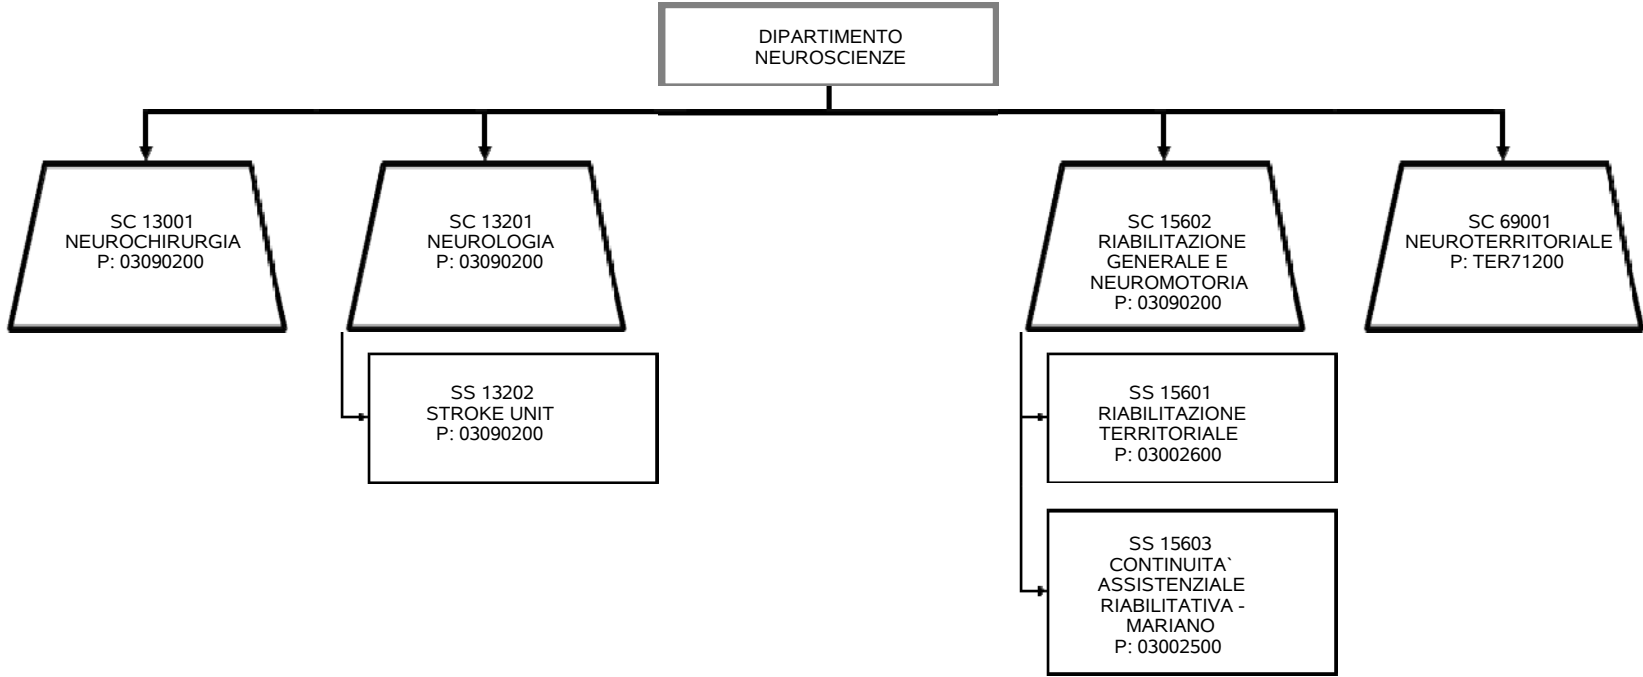 DIPARTIMENTO
NEUROSCIENZE
SC 13001
NEUROCHIRURGIA
P: 03090200
SC 13201
NEUROLOGIA
P: 03090200
SC 15602
RIABILITAZIONE
GENERALE E
NEUROMOTORIA
P: 03090200
SC 69001
NEUROTERRITORIALE
P: TER71200
SS 13202
STROKE UNIT
P: 03090200
SS 15601
RIABILITAZIONE
TERRITORIALE
P: 03002600
SS 15603
CONTINUITA`
ASSISTENZIALE
RIABILITATIVA -
MARIANO
P: 03002500